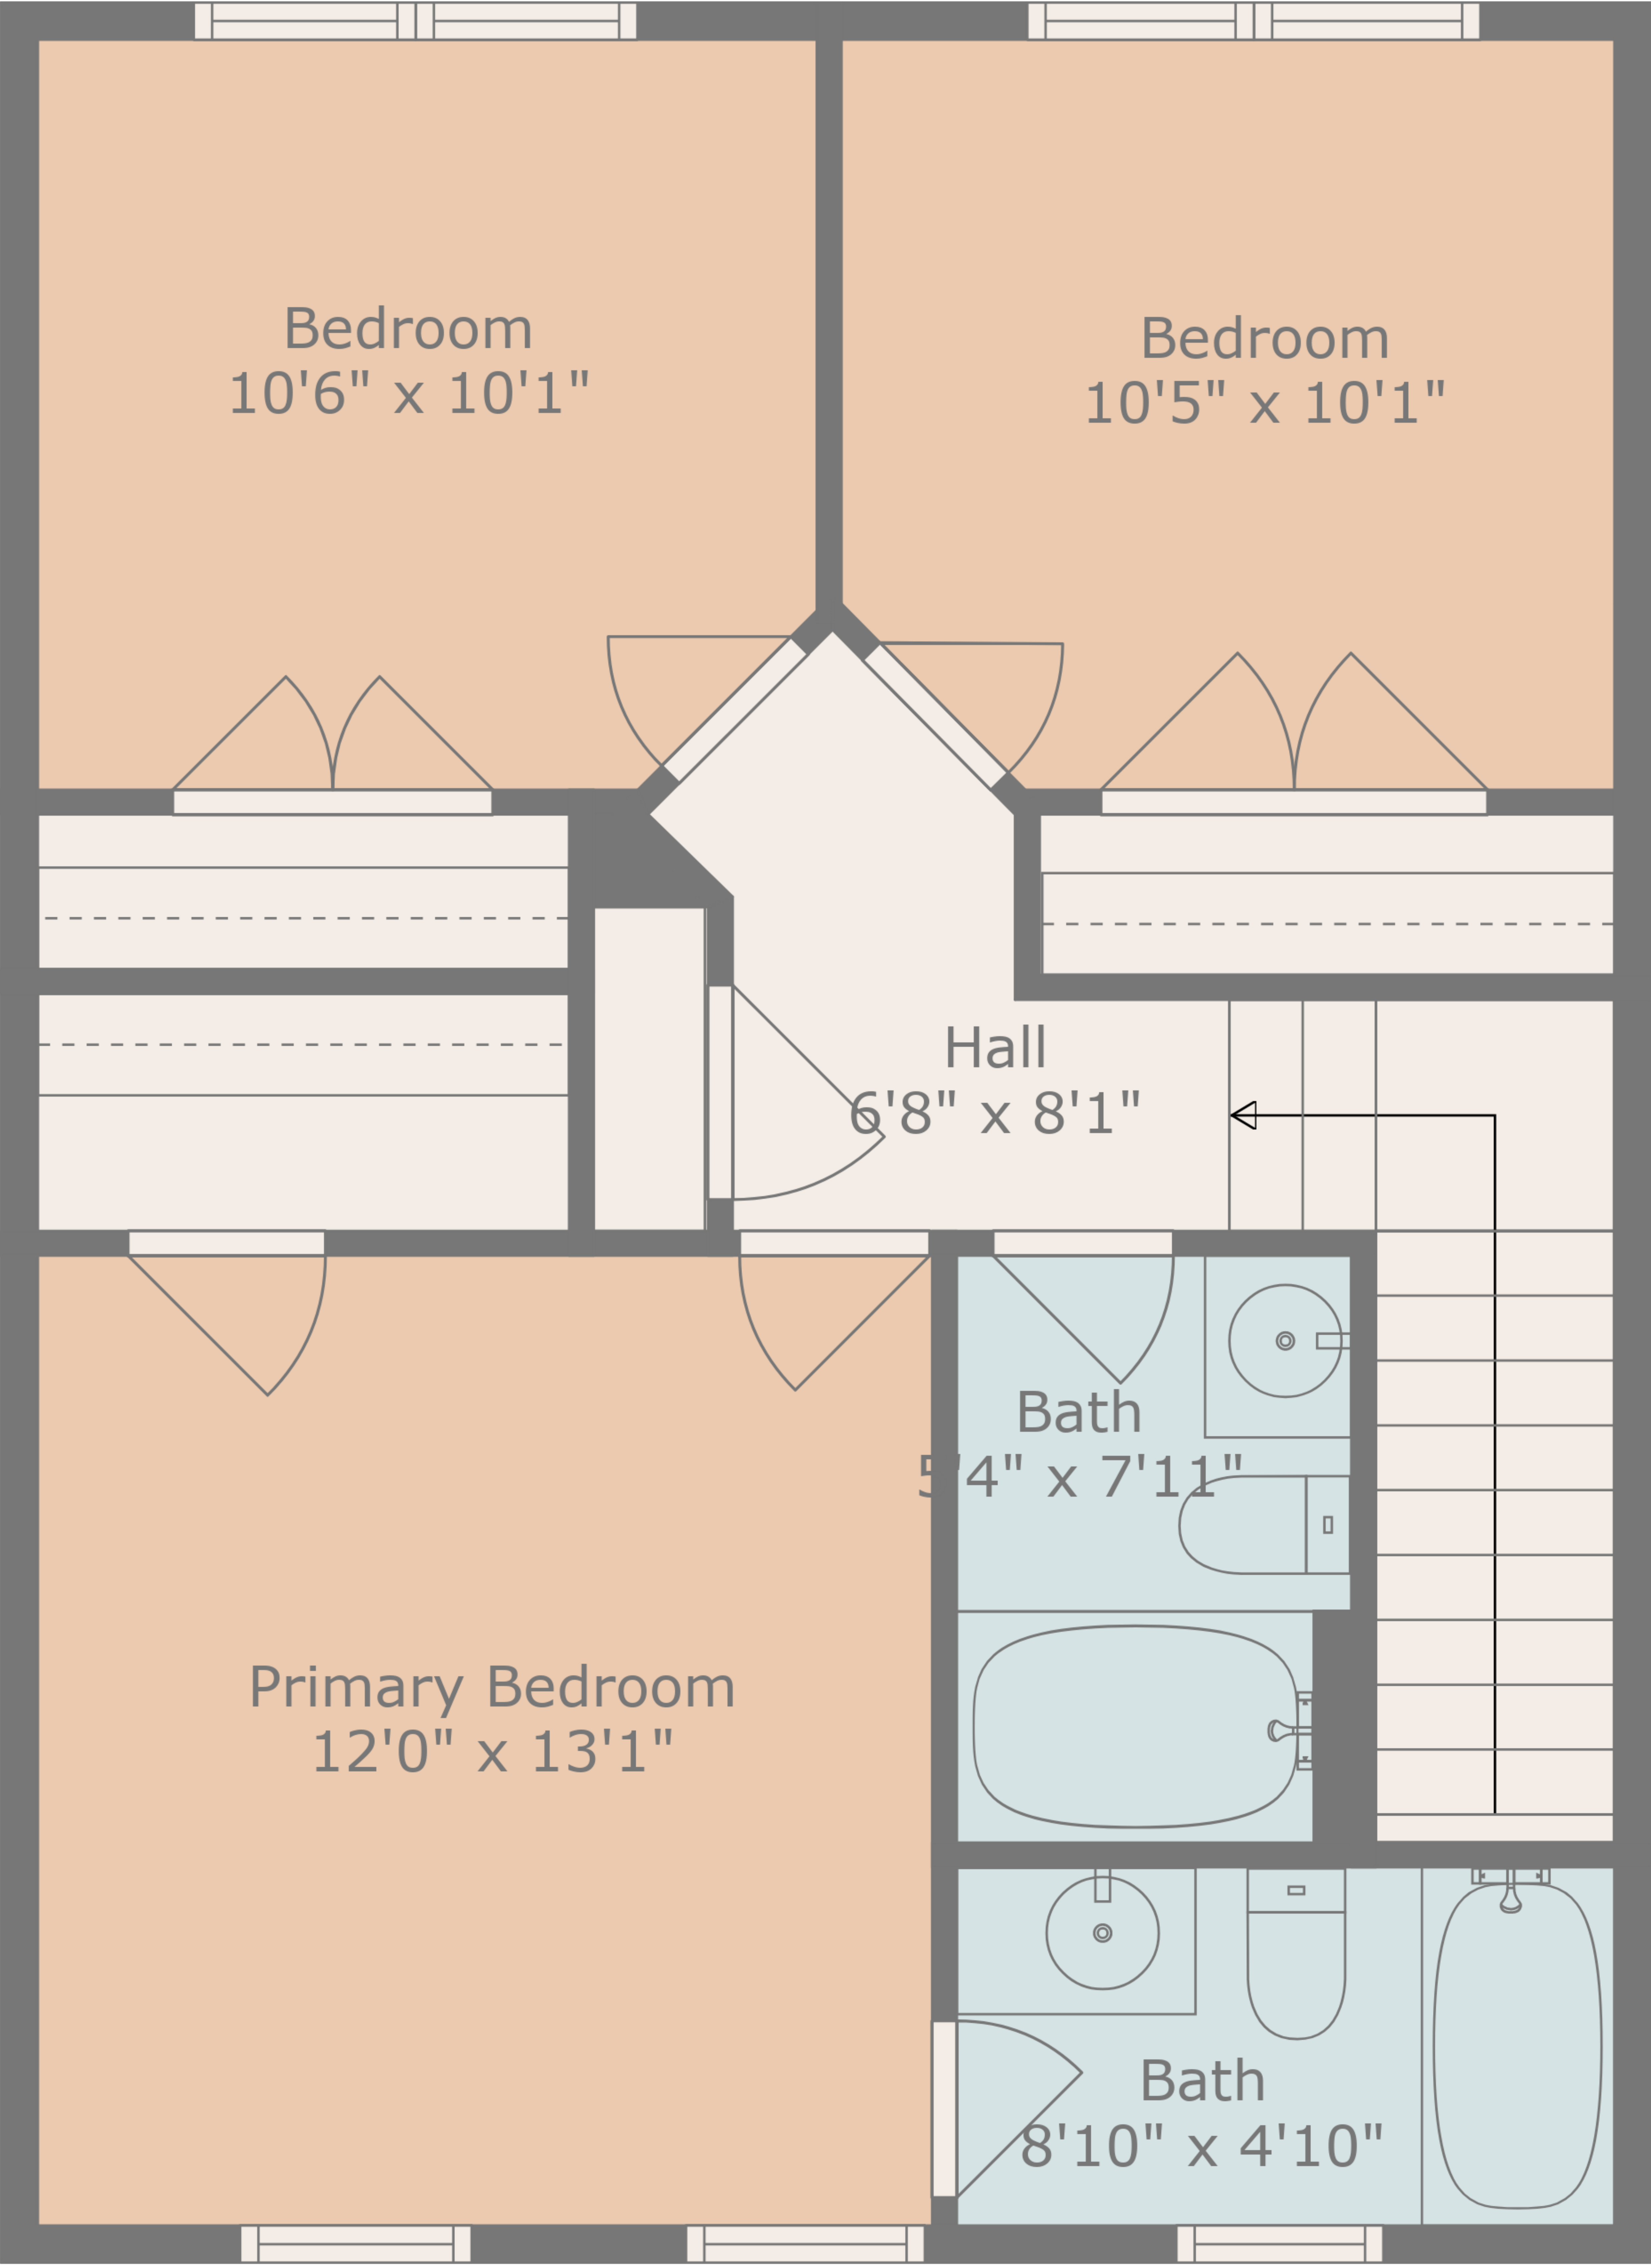 Bedroom
10'6" x 10'1"
Bedroom
10'5" x 10'1"
Hall
6'8" x 8'1"
Bath
5'4" x 7'11"
Primary Bedroom
12'0" x 13'1"
Bath
8'10" x 4'10"